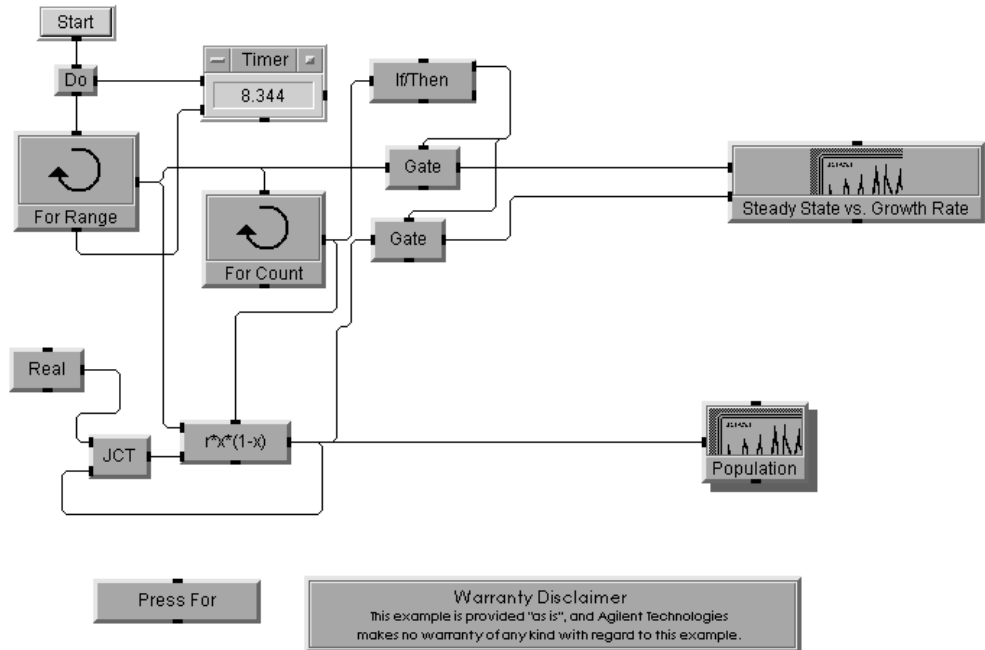 Start
Do
Timer
8.344
If/Then
For Range
Gate
Steady State vs. Growth Rate
For Count
Gate
Real
JCT
r*x*(1-x)
Population
Press For
Warranty Disclaimer
This example is provided "as is", and Agilent Technologies
makes no warranty of any kind with regard to this example.